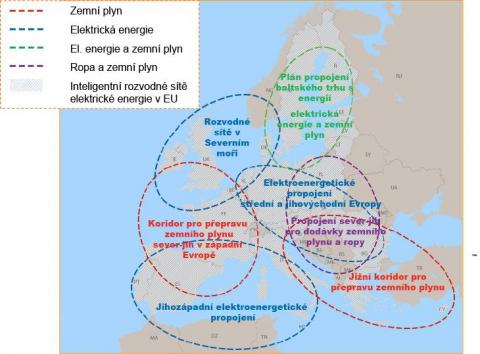 Zemní plyn
Elektrická energie
El. energie a zemní plyn
Ropa a zemní plyn
Inteligentní rozvodné sítě
elektrické energie v EU
Plán propojení
baltského trhu s
energií
elektrická
energie a zemní
plyn
Rozvodné
sítě v
Severním
moři
Elektroenergetické
propojení
střední a jihovýchodní Evropy
Propojení sever-jih
pro dodávky zemního
plynu a ropy
Koridor pro přepravu
zemního plynu
sever-jin v západní
Evropě
Jižní koridor pro
přepravu zemního plynu
Jihozápadní elektroenergetické
propojení